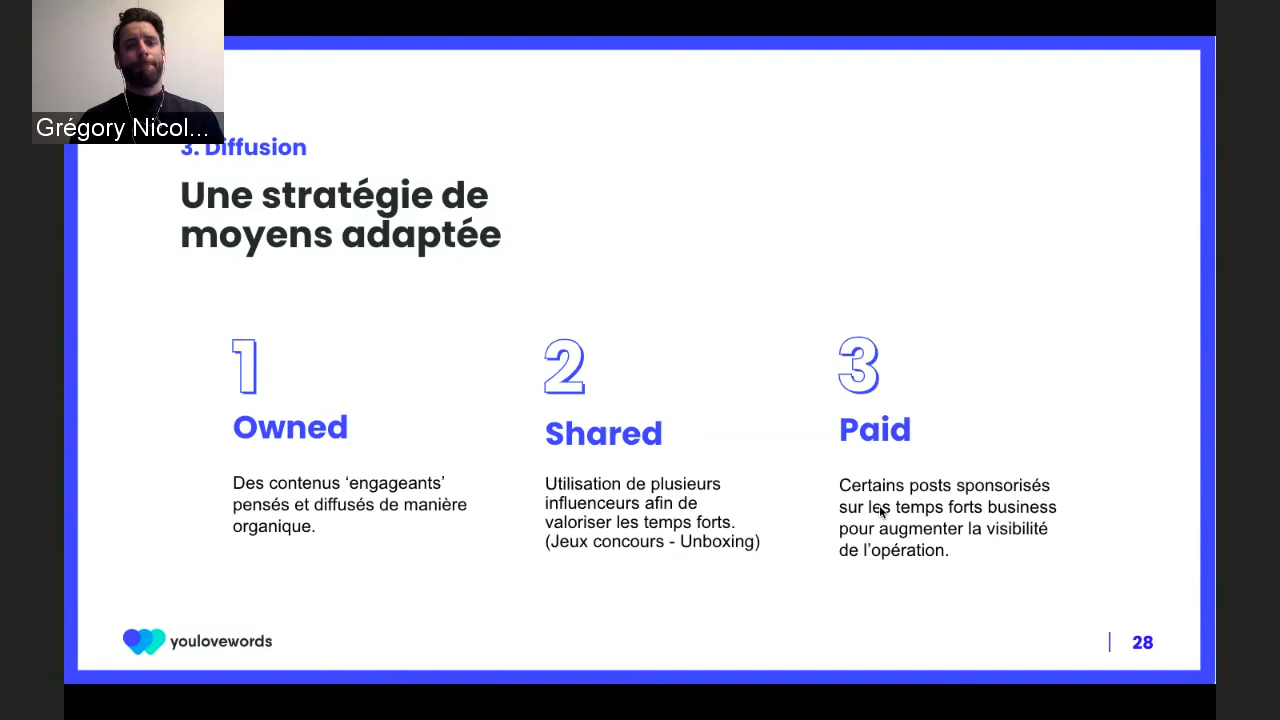 Grégory Nicol...
3. Diffusion
Une stratégie de
moyens adaptée
1
Owned
Des contenus ‘engageants’
pensés et diffusés de manière
organique.
2
Shared
Utilisation de plusieurs
influenceurs afin de
valoriser les temps forts.
(Jeux concours - Unboxing)
3
Paid
Certains posts sponsorisés
sur les temps forts business
pour augmenter la visibilité
de l’opération.
youlovewords
28